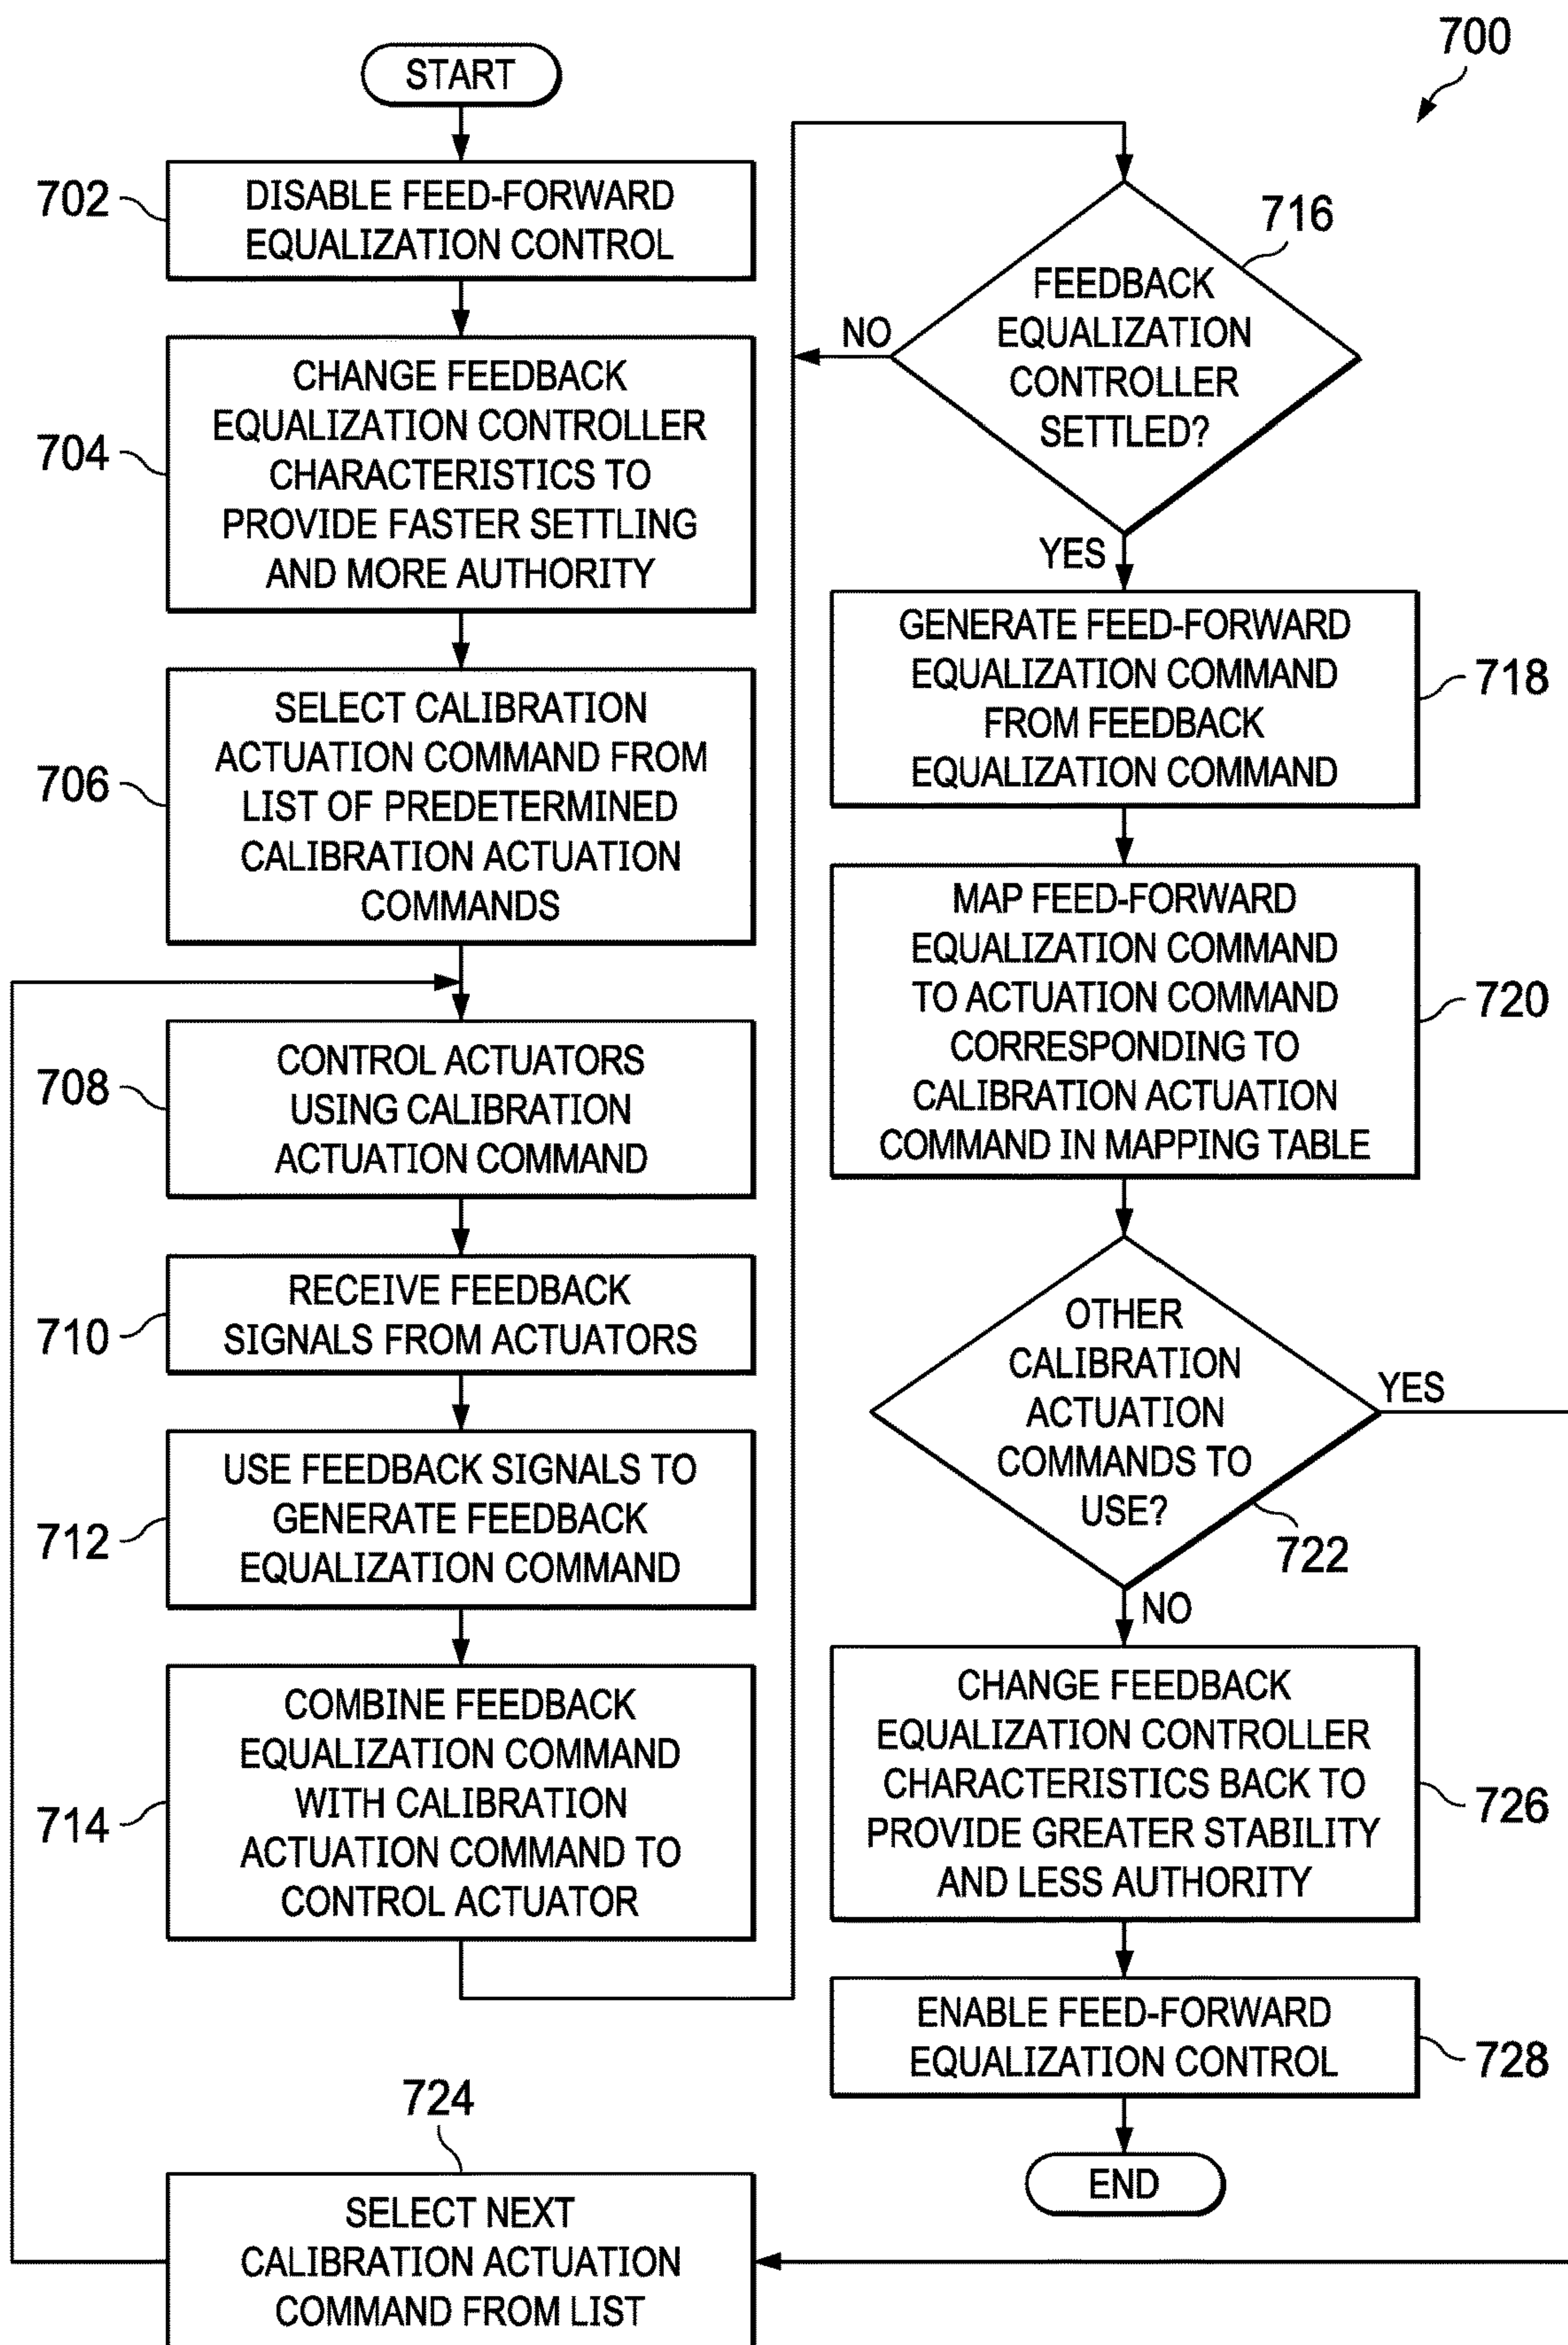 700
START
702
DISABLE FEED-FORWARD
EQUALIZATION CONTROL
704
CHANGE FEEDBACK
EQUALIZATION CONTROLLER
CHARACTERISTICS TO
PROVIDE FASTER SETTLING
AND MORE AUTHORITY
706
SELECT CALIBRATION
ACTUATION COMMAND FROM
LIST OF PREDETERMINED
CALIBRATION ACTUATION
COMMANDS
708
CONTROL ACTUATORS
USING CALIBRATION
ACTUATION COMMAND
710
RECEIVE FEEDBACK
SIGNALS FROM ACTUATORS
712
USE FEEDBACK SIGNALS TO
GENERATE FEEDBACK
EQUALIZATION COMMAND
714
COMBINE FEEDBACK
EQUALIZATION COMMAND
WITH CALIBRATION
ACTUATION COMMAND TO
CONTROL ACTUATOR
716
FEEDBACK
EQUALIZATION
CONTROLLER
SETTLED?
NO
YES
718
GENERATE FEED-FORWARD
EQUALIZATION COMMAND
FROM FEEDBACK
EQUALIZATION COMMAND
720
MAP FEED-FORWARD
EQUALIZATION COMMAND
TO ACTUATION COMMAND
CORRESPONDING TO
CALIBRATION ACTUATION
COMMAND IN MAPPING TABLE
OTHER
CALIBRATION
ACTUATION
COMMANDS TO
USE?
YES
722
NO
724
SELECT NEXT
CALIBRATION ACTUATION
COMMAND FROM LIST
726
CHANGE FEEDBACK
EQUALIZATION CONTROLLER
CHARACTERISTICS BACK TO
PROVIDE GREATER STABILITY
AND LESS AUTHORITY
728
ENABLE FEED-FORWARD
EQUALIZATION CONTROL
END